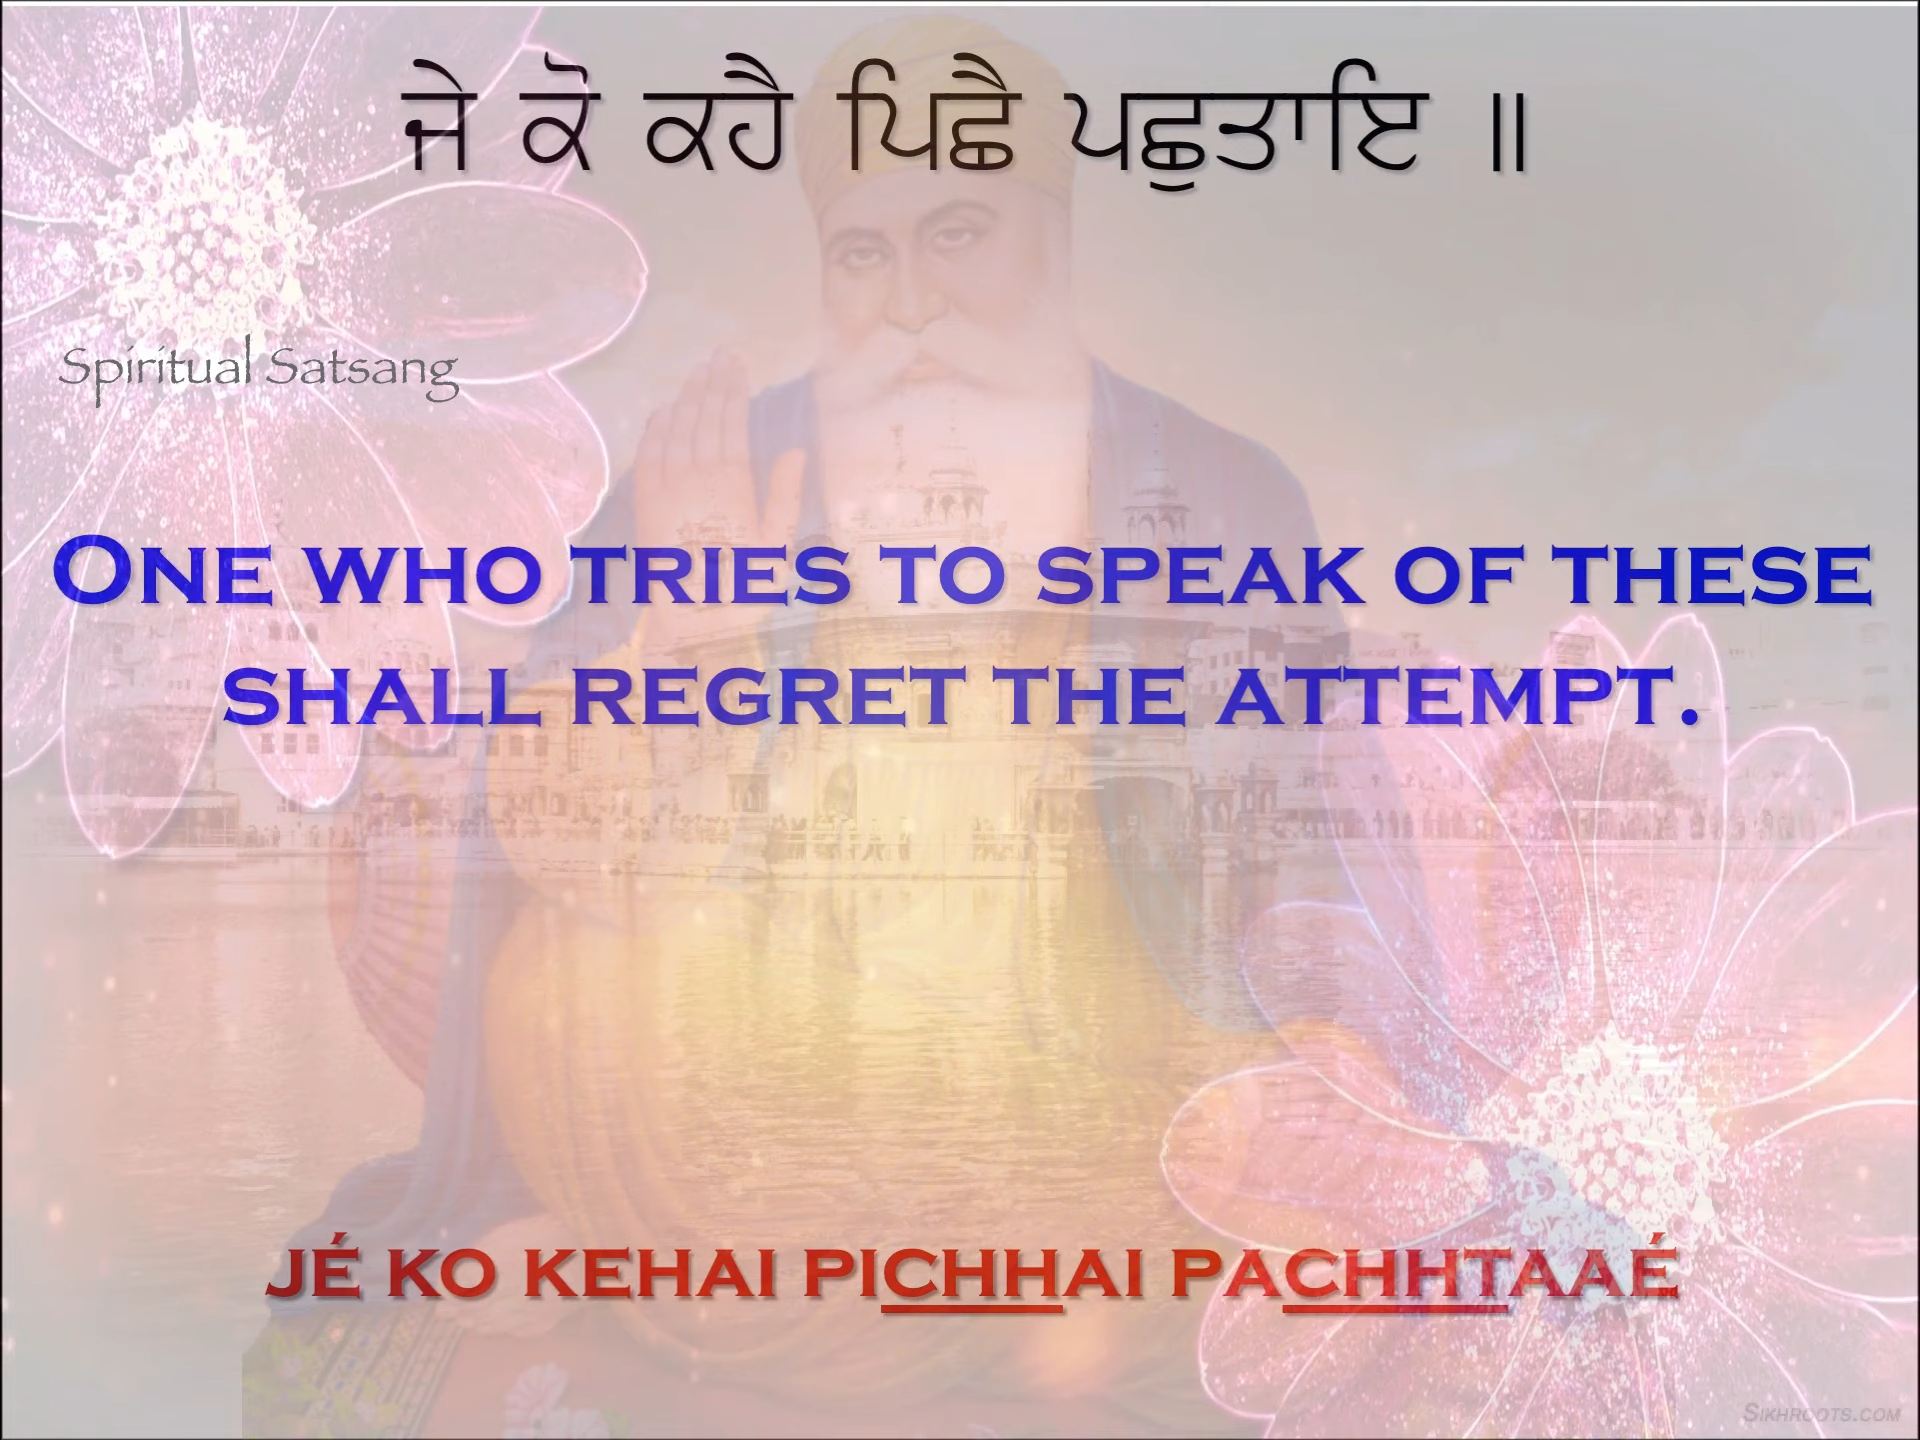 ਜੇ ਕੋ ਕਹੈ ਪਿਛੈ ਪਛੁਤਾਇ ॥
Spiritual Satsang
One who tries to speak of these
shall regret the attempt.
jé ko kehai pichhai pachhtaaé
Sikhroots.com